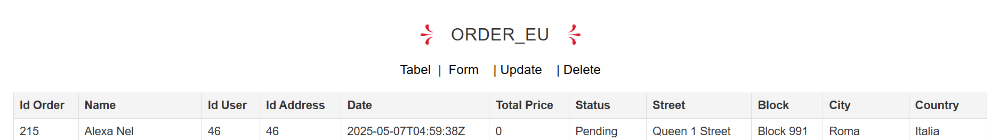 ORDER_EU
Tabel | Form | Update | Delete
Id Order Name Id User Id Address Date Total Price Status Street Block City Country
215 Alexa Nel 46 46 2025-05-07T04:59:38Z 0 Pending Queen 1 Street Block 991 Roma Italia